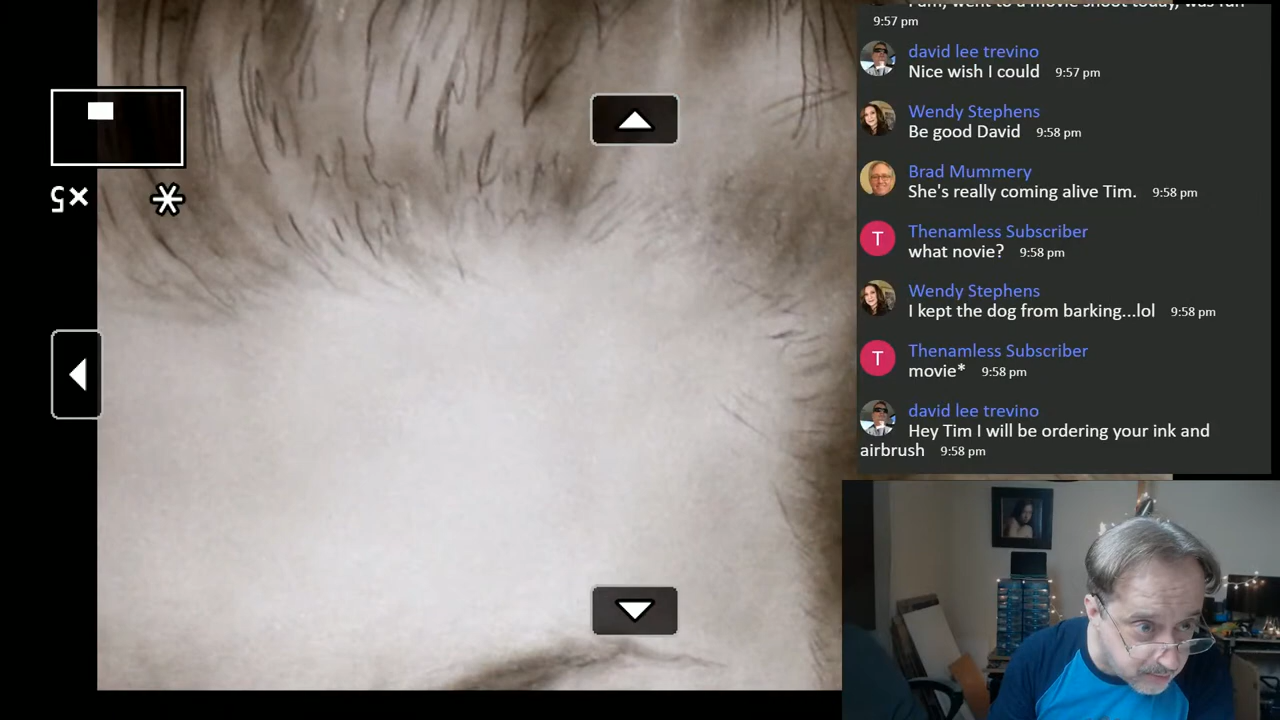 9:57 pm
david lee trevino
Nice wish I could 9:57 pm
Wendy Stephens
Be good David 9:58 pm
Brad Mummery
She's really coming alive Tim. 9:58 pm
T Thenamless Subscriber
what novie? 9:58 pm
Wendy Stephens
I kept the dog from barking...lol 9:58 pm
T Thenamless Subscriber
movie* 9:58 pm
david lee trevino
Hey Tim I will be ordering your ink and
airbrush 9:58 pm
×5